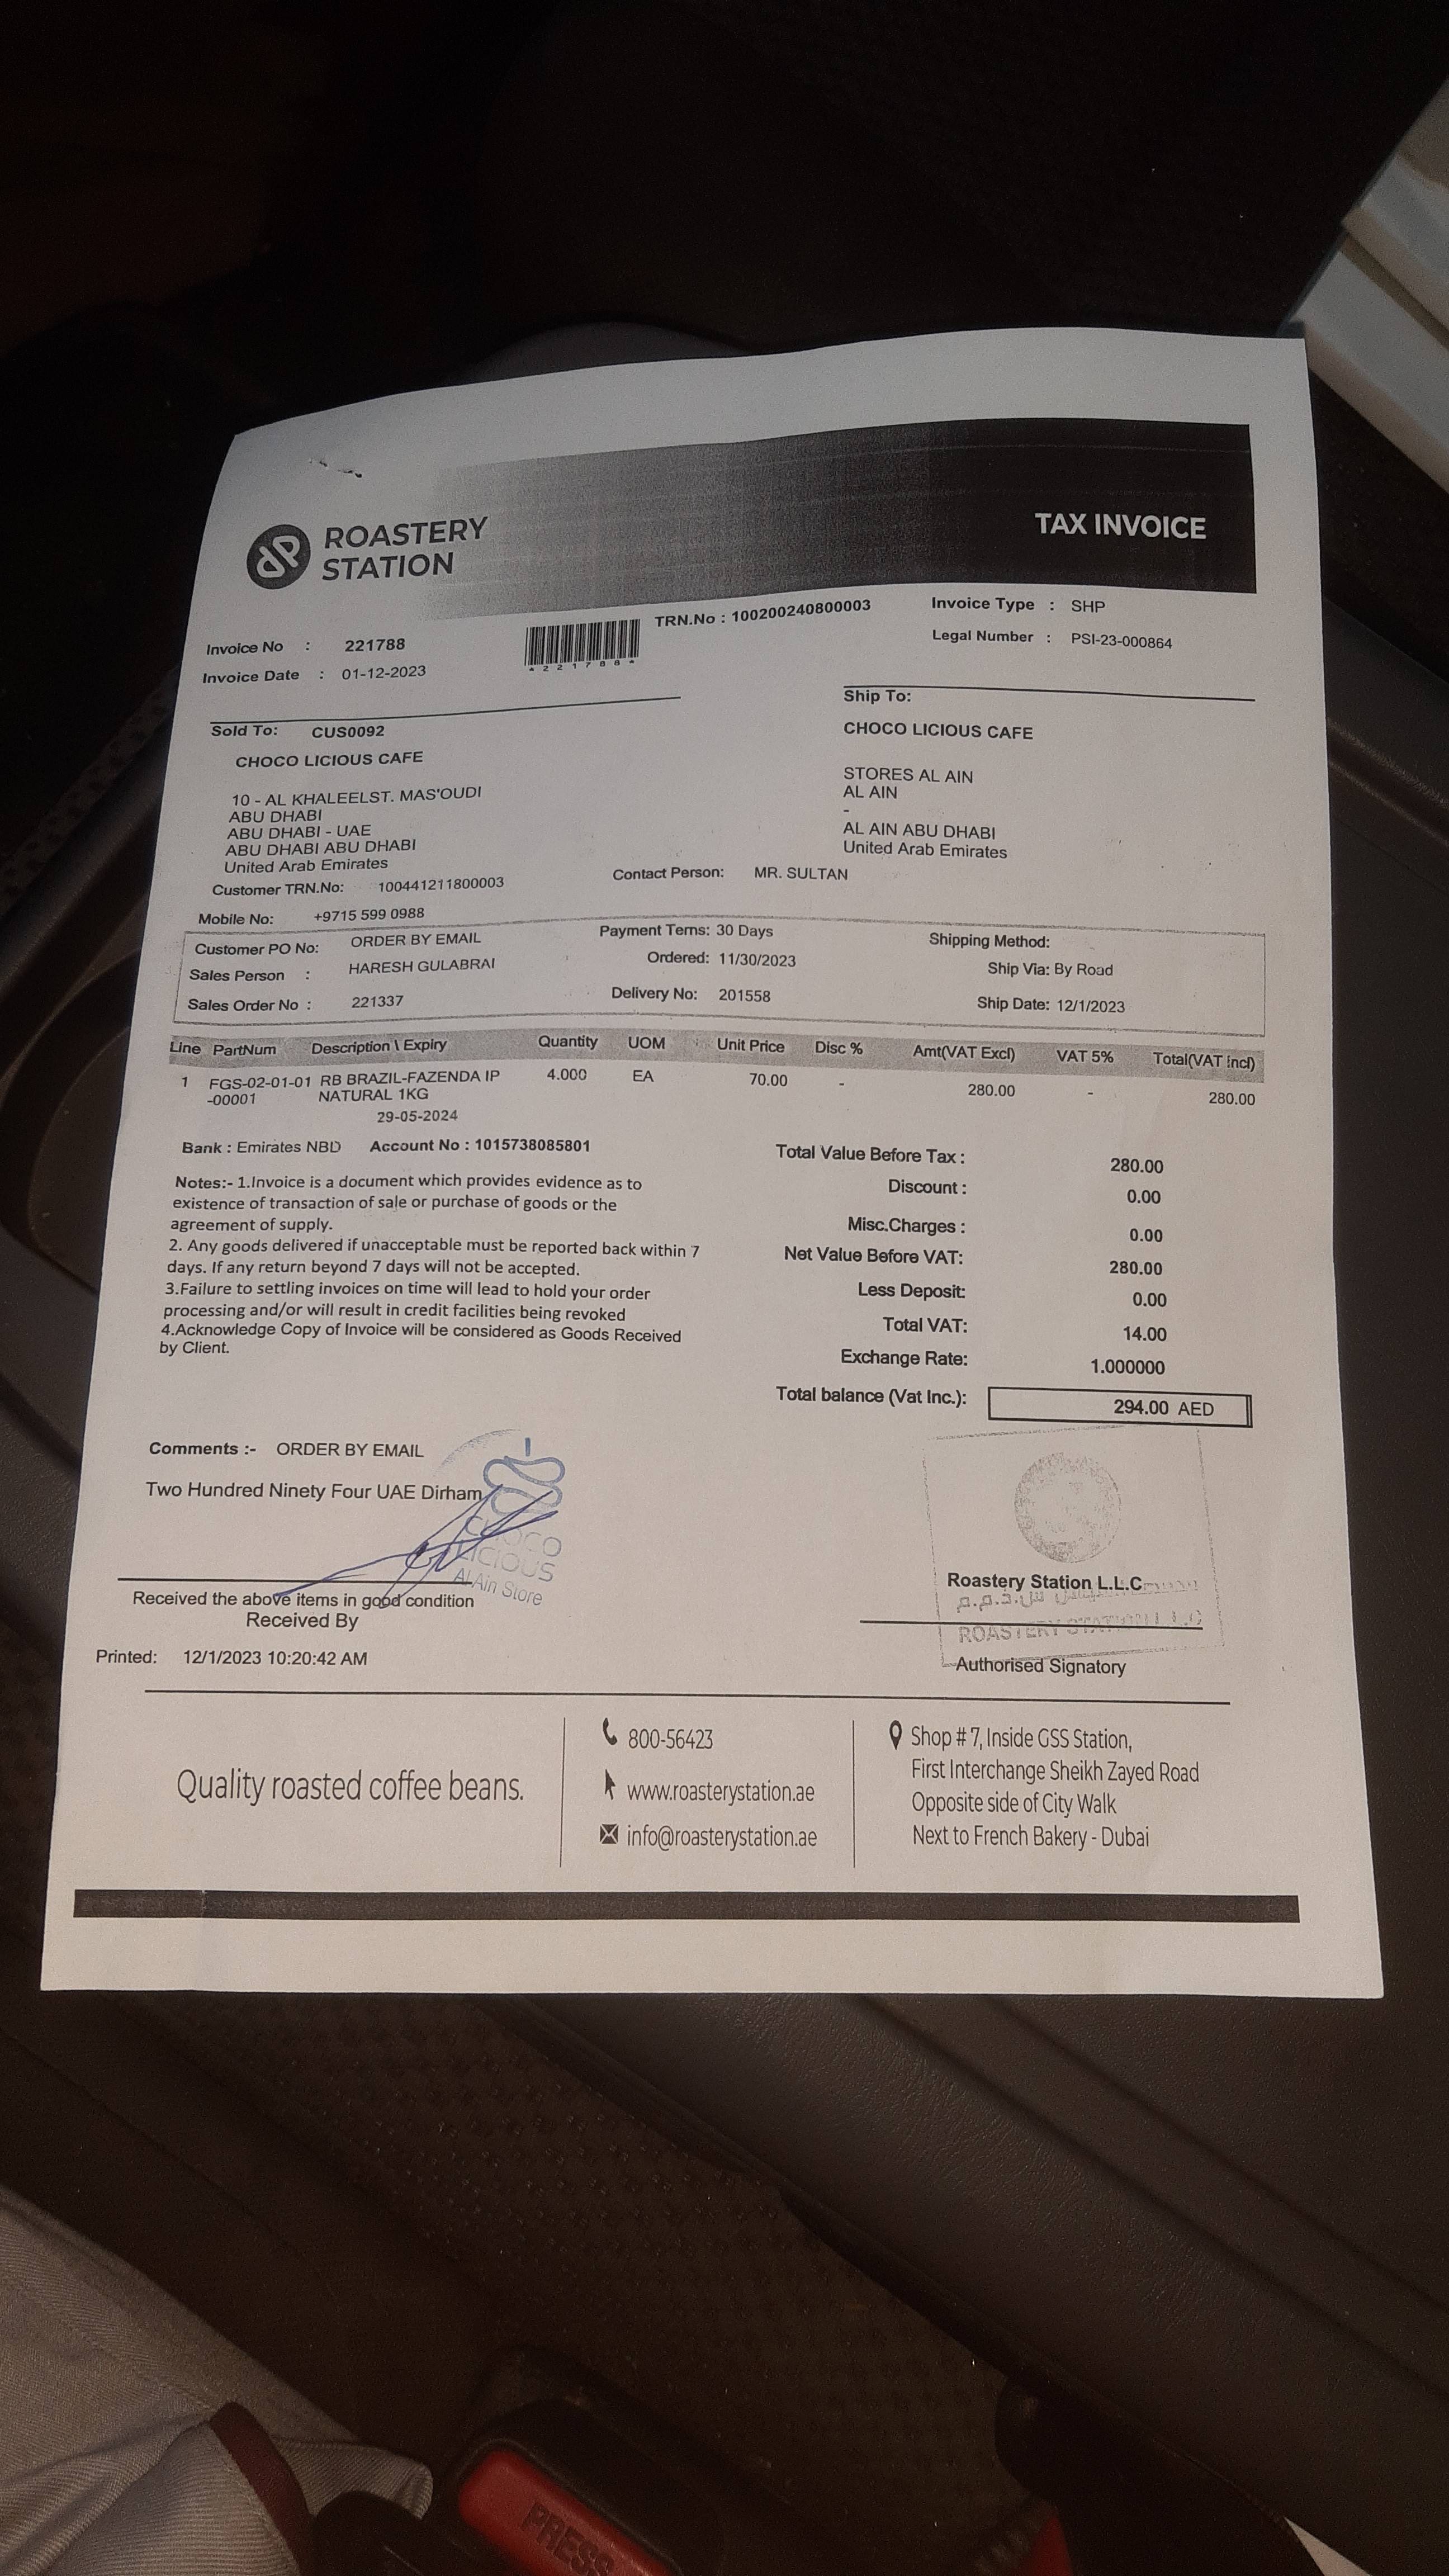 ROASTERY
STATION
TAX INVOICE
TRN.No : 100200240800003
Invoice Type : SHP
Legal Number : PSI-23-000864
Invoice No : 221788
*221788*
Invoice Date : 01-12-2023
Sold To: CUS0092
CHOCO LICIOUS CAFE
10 - AL KHALEELST. MAS'OUDI
ABU DHABI
ABU DHABI - UAE
ABU DHABI ABU DHABI
United Arab Emirates
Customer TRN.No: 100441211800003
Mobile No: +9715 599 0988
Ship To:
CHOCO LICIOUS CAFE
STORES AL AIN
AL AIN
-
AL AIN ABU DHABI
United Arab Emirates
Contact Person: MR. SULTAN
Customer PO No: ORDER BY EMAIL
Sales Person : HARESH GULABRAI
Sales Order No : 221337
Payment Terns: 30 Days
Ordered: 11/30/2023
Delivery No: 201558
Shipping Method:
Ship Via: By Road
Ship Date: 12/1/2023
Line PartNum Description \ Expiry Quantity UOM Unit Price Disc % Amt(VAT Excl) VAT 5% Total(VAT Incl)
1 FGS-02-01-01 RB BRAZIL-FAZENDA IP 4.000 EA 70.00 - 280.00 - 280.00
-00001 NATURAL 1KG
29-05-2024
Bank : Emirates NBD Account No : 1015738085801
Notes:- 1.Invoice is a document which provides evidence as to
existence of transaction of sale or purchase of goods or the
agreement of supply.
2. Any goods delivered if unacceptable must be reported back within 7
days. If any return beyond 7 days will not be accepted.
3.Failure to settling invoices on time will lead to hold your order
processing and/or will result in credit facilities being revoked
4.Acknowledge Copy of Invoice will be considered as Goods Received
by Client.
Total Value Before Tax : 280.00
Discount : 0.00
Misc.Charges : 0.00
Net Value Before VAT: 280.00
Less Deposit: 0.00
Total VAT: 14.00
Exchange Rate: 1.000000
Total balance (Vat Inc.): 294.00 AED
Comments :- ORDER BY EMAIL
Two Hundred Ninety Four UAE Dirham
CHOCO
LICIOUS
Al Ain Store
Received the above items in good condition
Received By
Printed: 12/1/2023 10:20:42 AM
Roastery Station L.L.C
ROASTERY STATION L.L.C
Authorised Signatory
Quality roasted coffee beans.
800-56423
www.roasterystation.ae
info@roasterystation.ae
Shop # 7, Inside GSS Station,
First Interchange Sheikh Zayed Road
Opposite side of City Walk
Next to French Bakery - Dubai
PRESS